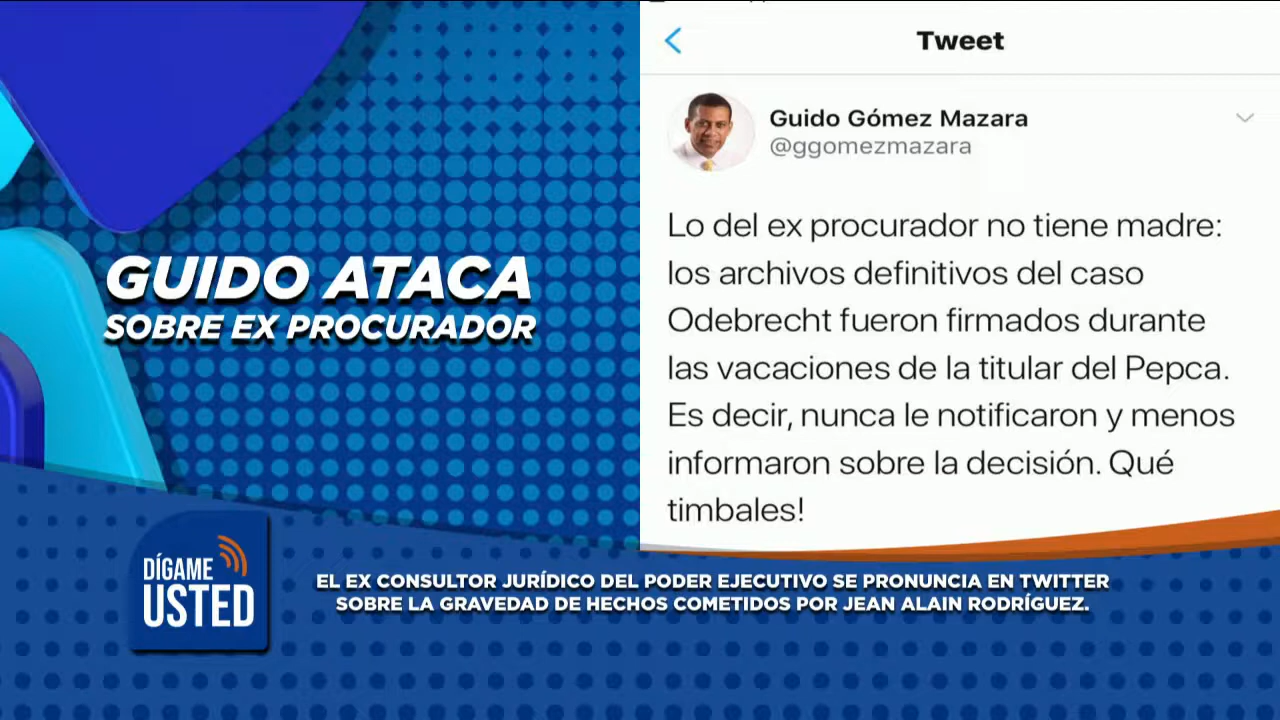 GUIDO ATACA
SOBRE EX PROCURADOR
Tweet
Guido Gómez Mazara
@ggomezmazara
Lo del ex procurador no tiene madre:
los archivos definitivos del caso
Odebrecht fueron firmados durante
las vacaciones de la titular del Pepca.
Es decir, nunca le notificaron y menos
informaron sobre la decisión. Qué
timbales!
DÍGAME
USTED
EL EX CONSULTOR JURÍDICO DEL PODER EJECUTIVO SE PRONUNCIA EN TWITTER
SOBRE LA GRAVEDAD DE HECHOS COMETIDOS POR JEAN ALAIN RODRÍGUEZ.